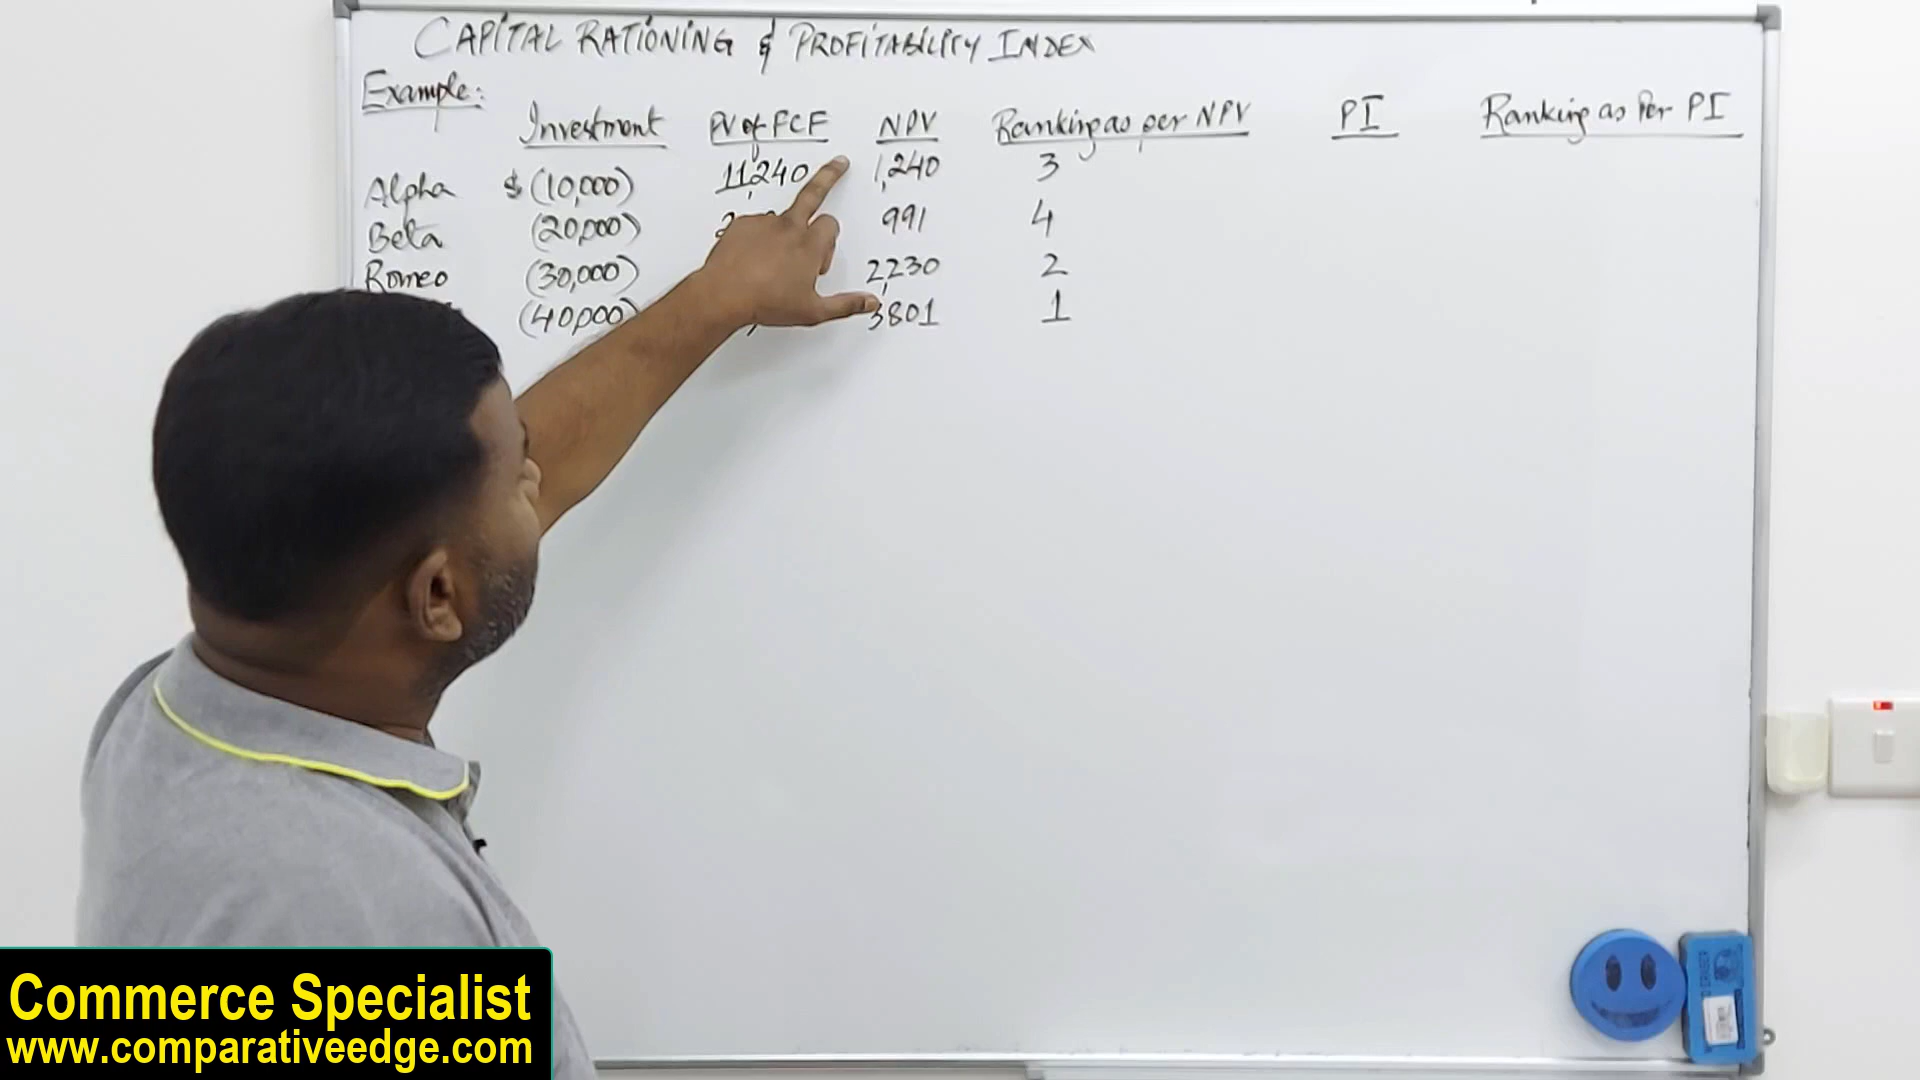 CAPITAL RATIONING & PROFITABILITY INDEX
Example:
Investment PV of FCF NPV Ranking as per NPV PI Ranking as Per PI
Alpha $ (10,000) 11,240 1,240 3
Beta (20,000) 991 4
Romeo (30,000) 2,230 2
(40,000) 3801 1
Commerce Specialist
www.comparativeedge.com